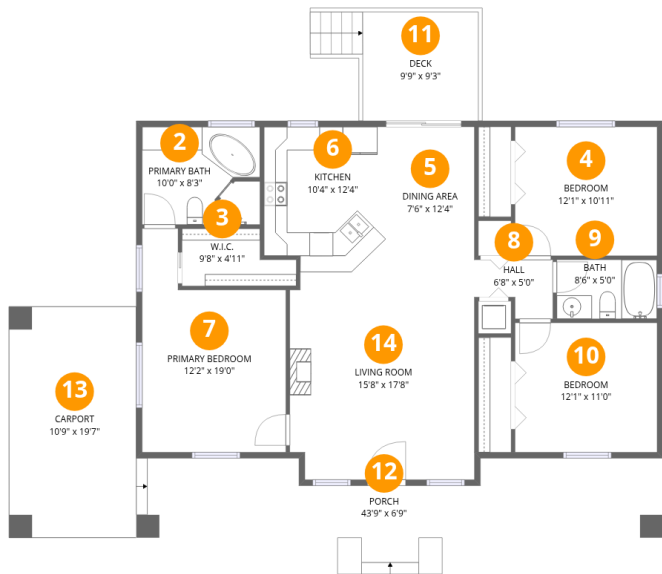 11
DECK
9'9" x 9'3"
2
PRIMARY BATH
10'0" x 8'3"
6
KITCHEN
10'4" x 12'4"
5
DINING AREA
7'6" x 12'4"
4
BEDROOM
12'1" x 10'11"
3
W.I.C.
9'8" x 4'11"
8
HALL
6'8" x 5'0"
9
BATH
8'6" x 5'0"
7
PRIMARY BEDROOM
12'2" x 19'0"
14
LIVING ROOM
15'8" x 17'8"
10
BEDROOM
12'1" x 11'0"
13
CARPORT
10'9" x 19'7"
12
PORCH
43'9" x 6'9"